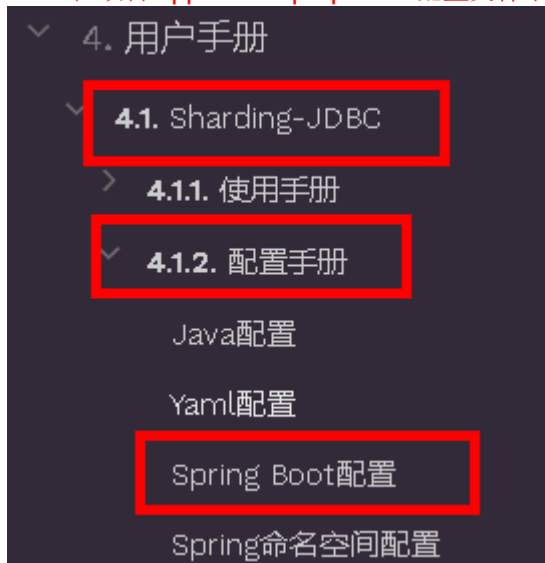 4. 用户手册
4.1. Sharding-JDBC
4.1.1. 使用手册
4.1.2. 配置手册
Java配置
Yaml配置
Spring Boot配置
Spring命名空间配置